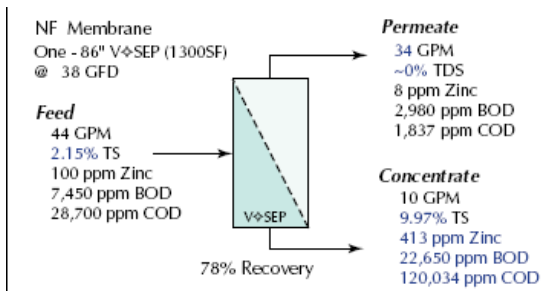 NF Membrane
One - 86" V✧SEP (1300SF)
@ 38 GFD
Feed
44 GPM
2.15% TS
100 ppm Zinc
7,450 ppm BOD
28,700 ppm COD
V✧SEP
78% Recovery
Permeate
34 GPM
~0% TDS
8 ppm Zinc
2,980 ppm BOD
1,837 ppm COD
Concentrate
10 GPM
9.97% TS
413 ppm Zinc
22,650 ppm BOD
120,034 ppm COD